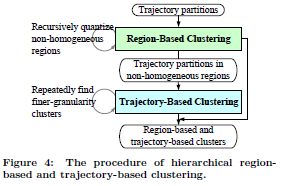 Trajectory partitions
Recursively quantize
non-homogeneous
regions
Region-Based Clustering
Trajectory partitions in
non-homogeneous regions
Repeatedly find
finer-granularity
clusters
Trajectory-Based Clustering
Region-based and
trajectory-based clusters
Figure 4: The procedure of hierarchical region-
based and trajectory-based clustering.